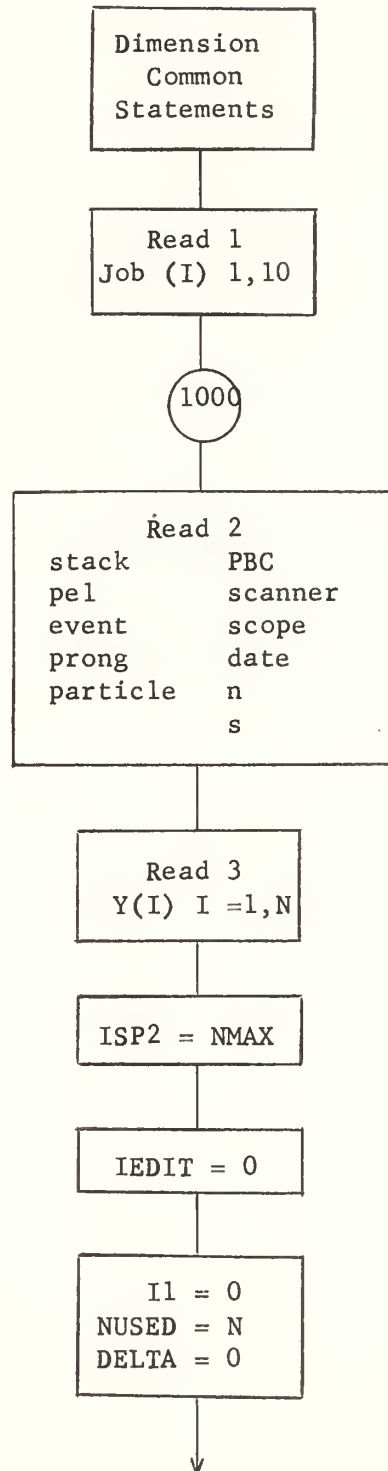 Dimension
Common
Statements
Read 1
Job (I) 1,10
1000
Read 2
stack PBC
pel scanner
event scope
prong date
particle n
s
Read 3
Y(I) I =1,N
ISP2 = NMAX
IEDIT = 0
I1 = 0
NUSED = N
DELTA = 0